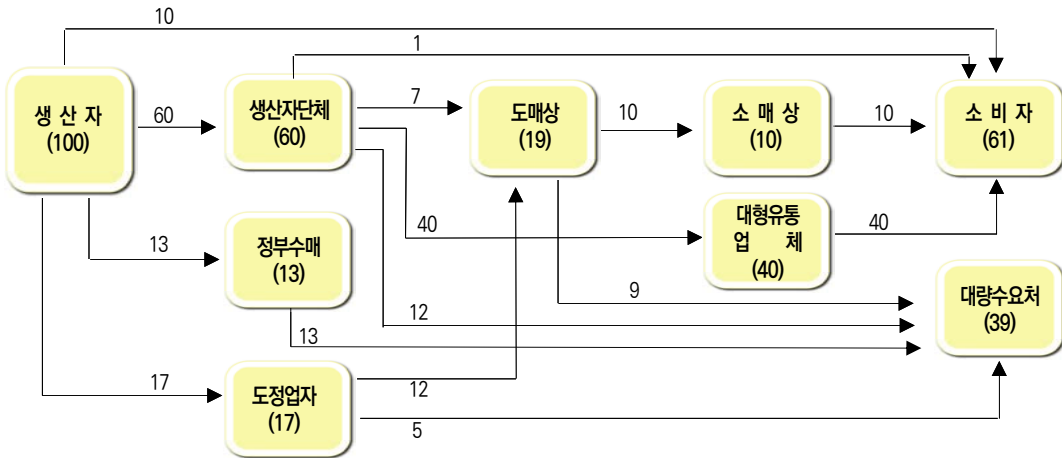 10
1
생 산 자
(100)
60
생산자단체
(60)
7
도매상
(19)
10
소 매 상
(10)
10
소 비 자
(61)
40
대형유통
업 체
(40)
40
13
정부수매
(13)
9
12
13
대량수요처
(39)
17
도정업자
(17)
12
5